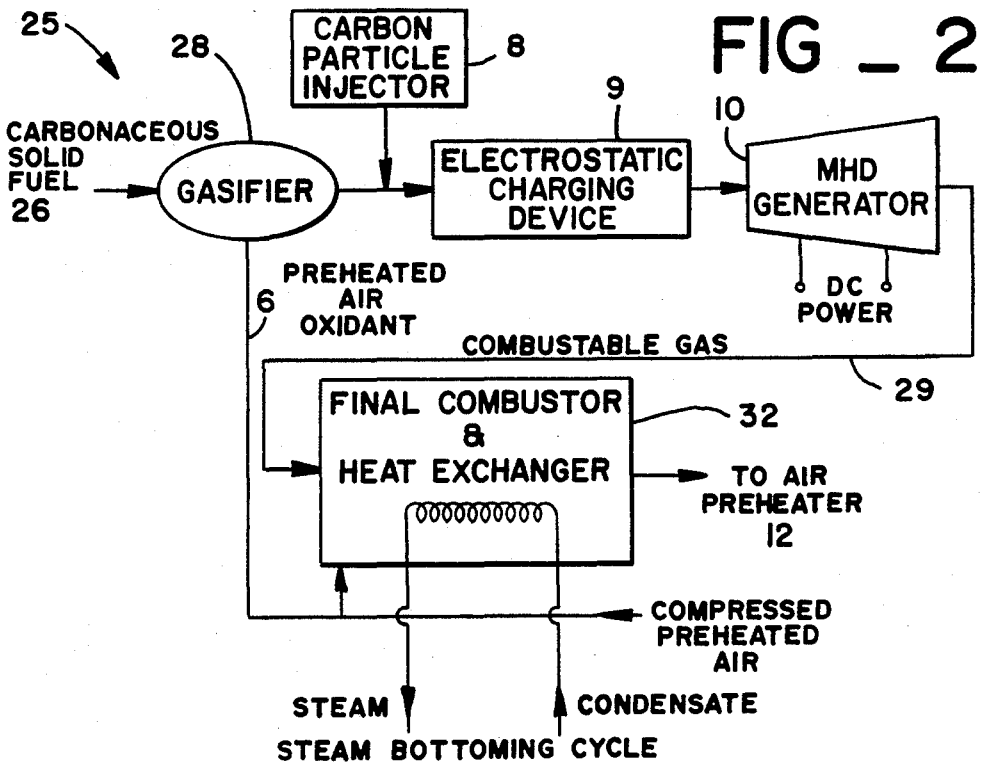 25
28
CARBON
PARTICLE
INJECTOR
8
FIG _ 2
CARBONACEOUS
SOLID
FUEL
26
GASIFIER
9
ELECTROSTATIC
CHARGING
DEVICE
10
MHD
GENERATOR
DC
POWER
6
PREHEATED
AIR
OXIDANT
COMBUSTABLE GAS
29
FINAL COMBUSTOR
&
HEAT EXCHANGER
32
TO AIR
PREHEATER
12
COMPRESSED
PREHEATED
AIR
STEAM
CONDENSATE
STEAM BOTTOMING CYCLE